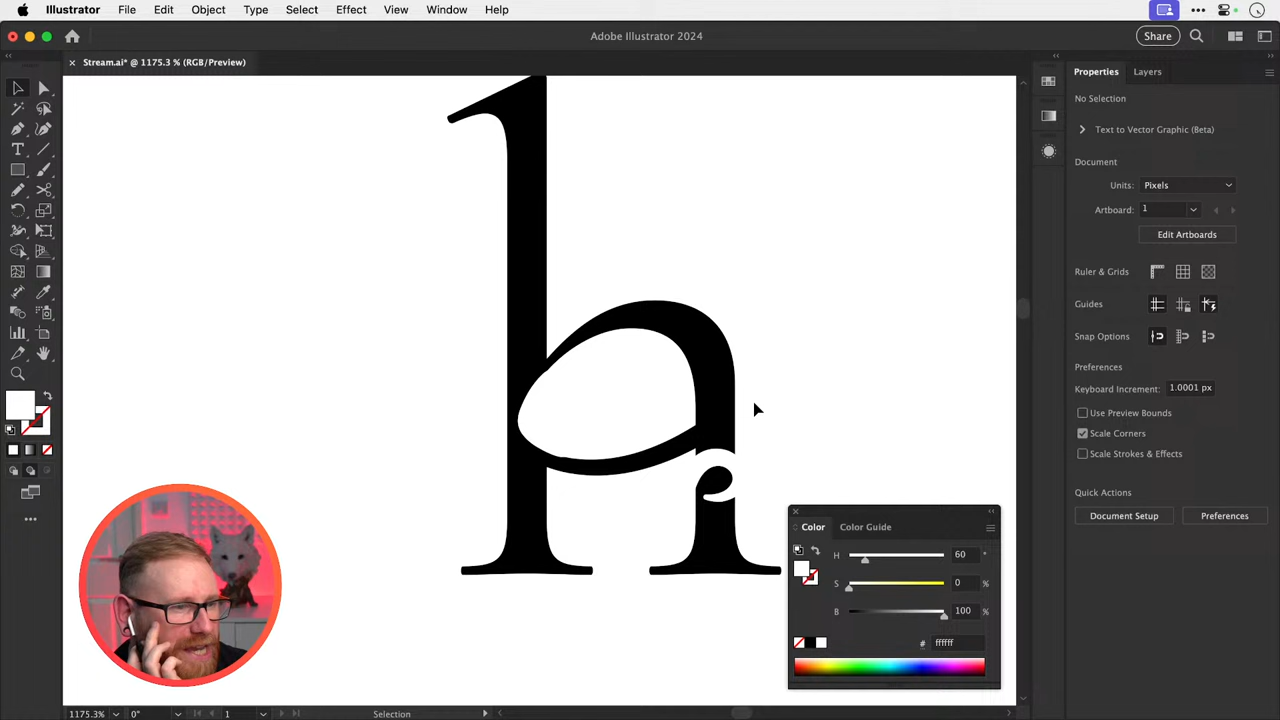 Illustrator File Edit Object Type Select Effect View Window Help
Adobe Illustrator 2024
Share
Stream.ai* @ 1175.3 % (RGB/Preview)
Properties Layers
No Selection
Text to Vector Graphic (Beta)
Document
Units: Pixels
Artboard: 1
Edit Artboards
Ruler & Grids
Guides
Snap Options
Preferences
Keyboard Increment: 1.0001 px
Use Preview Bounds
Scale Corners
Scale Strokes & Effects
Quick Actions
Document Setup Preferences
h
Color Color Guide
H 60 °
S 0 %
B 100 %
# ffffff
1175.3% 0° 1 Selection